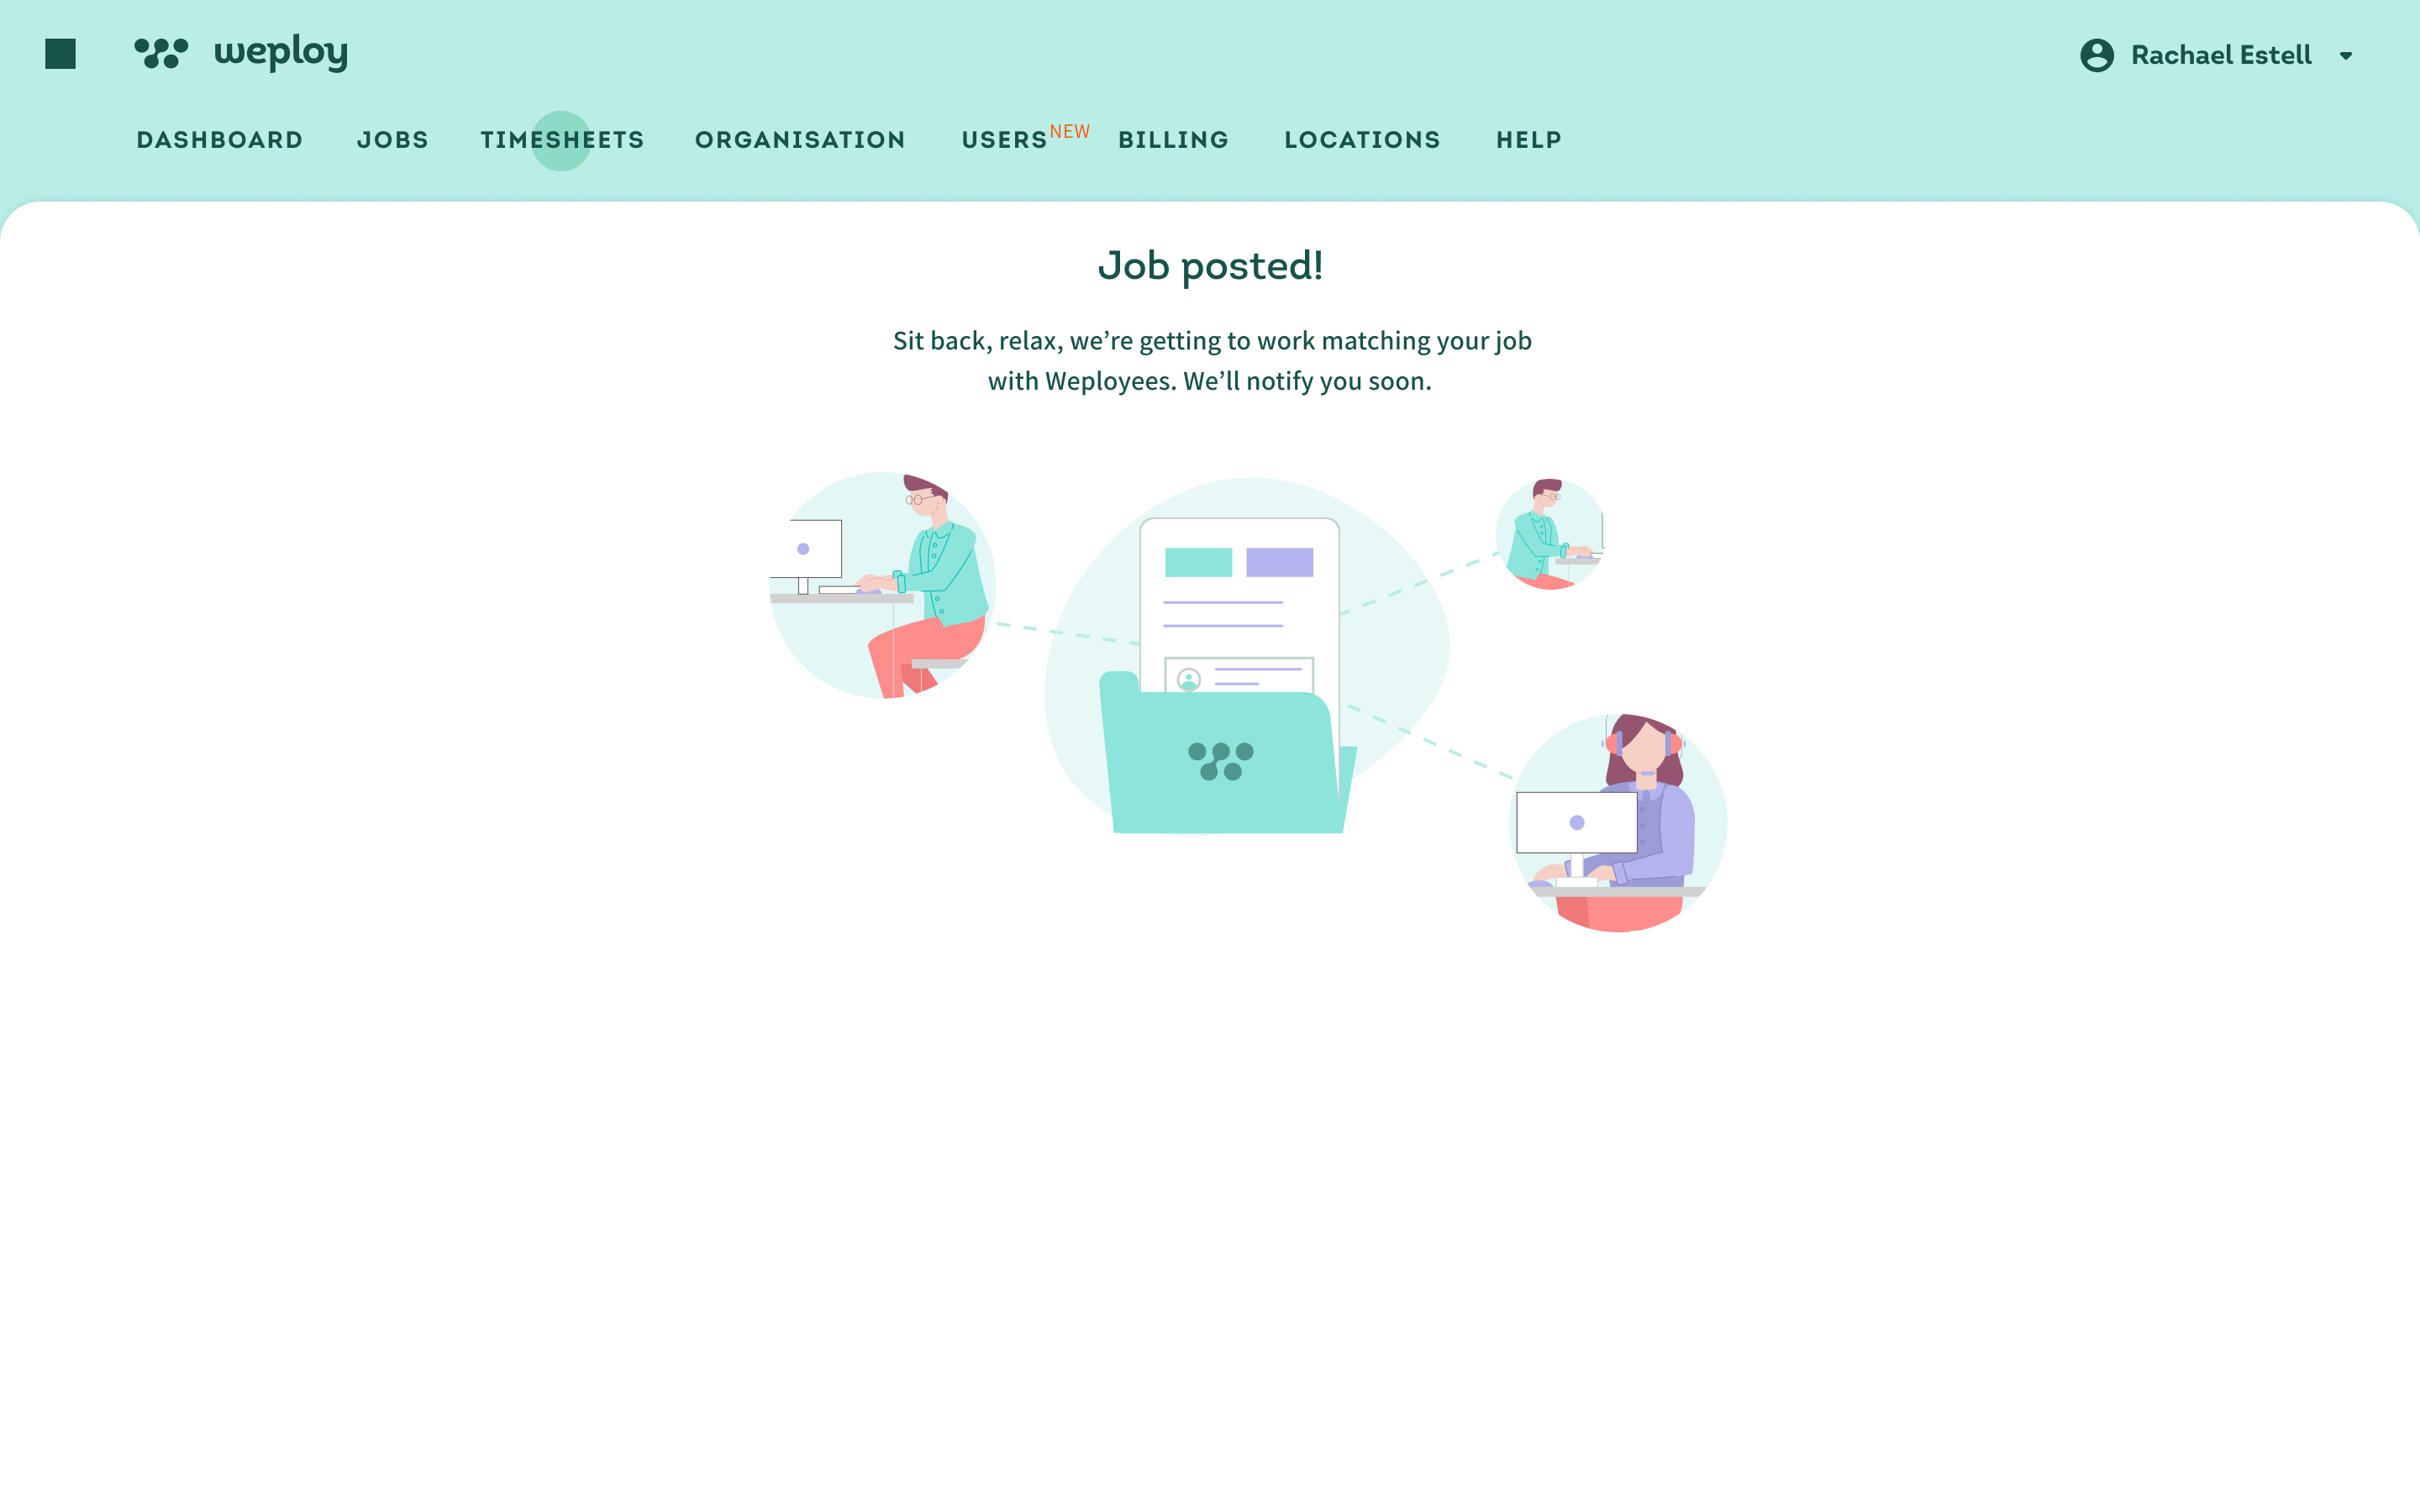 weploy
Rachael Estell
DASHBOARD JOBS TIMESHEETS ORGANISATION USERS NEW BILLING LOCATIONS HELP
Job posted!
Sit back, relax, we’re getting to work matching your job
with Weployees. We’ll notify you soon.